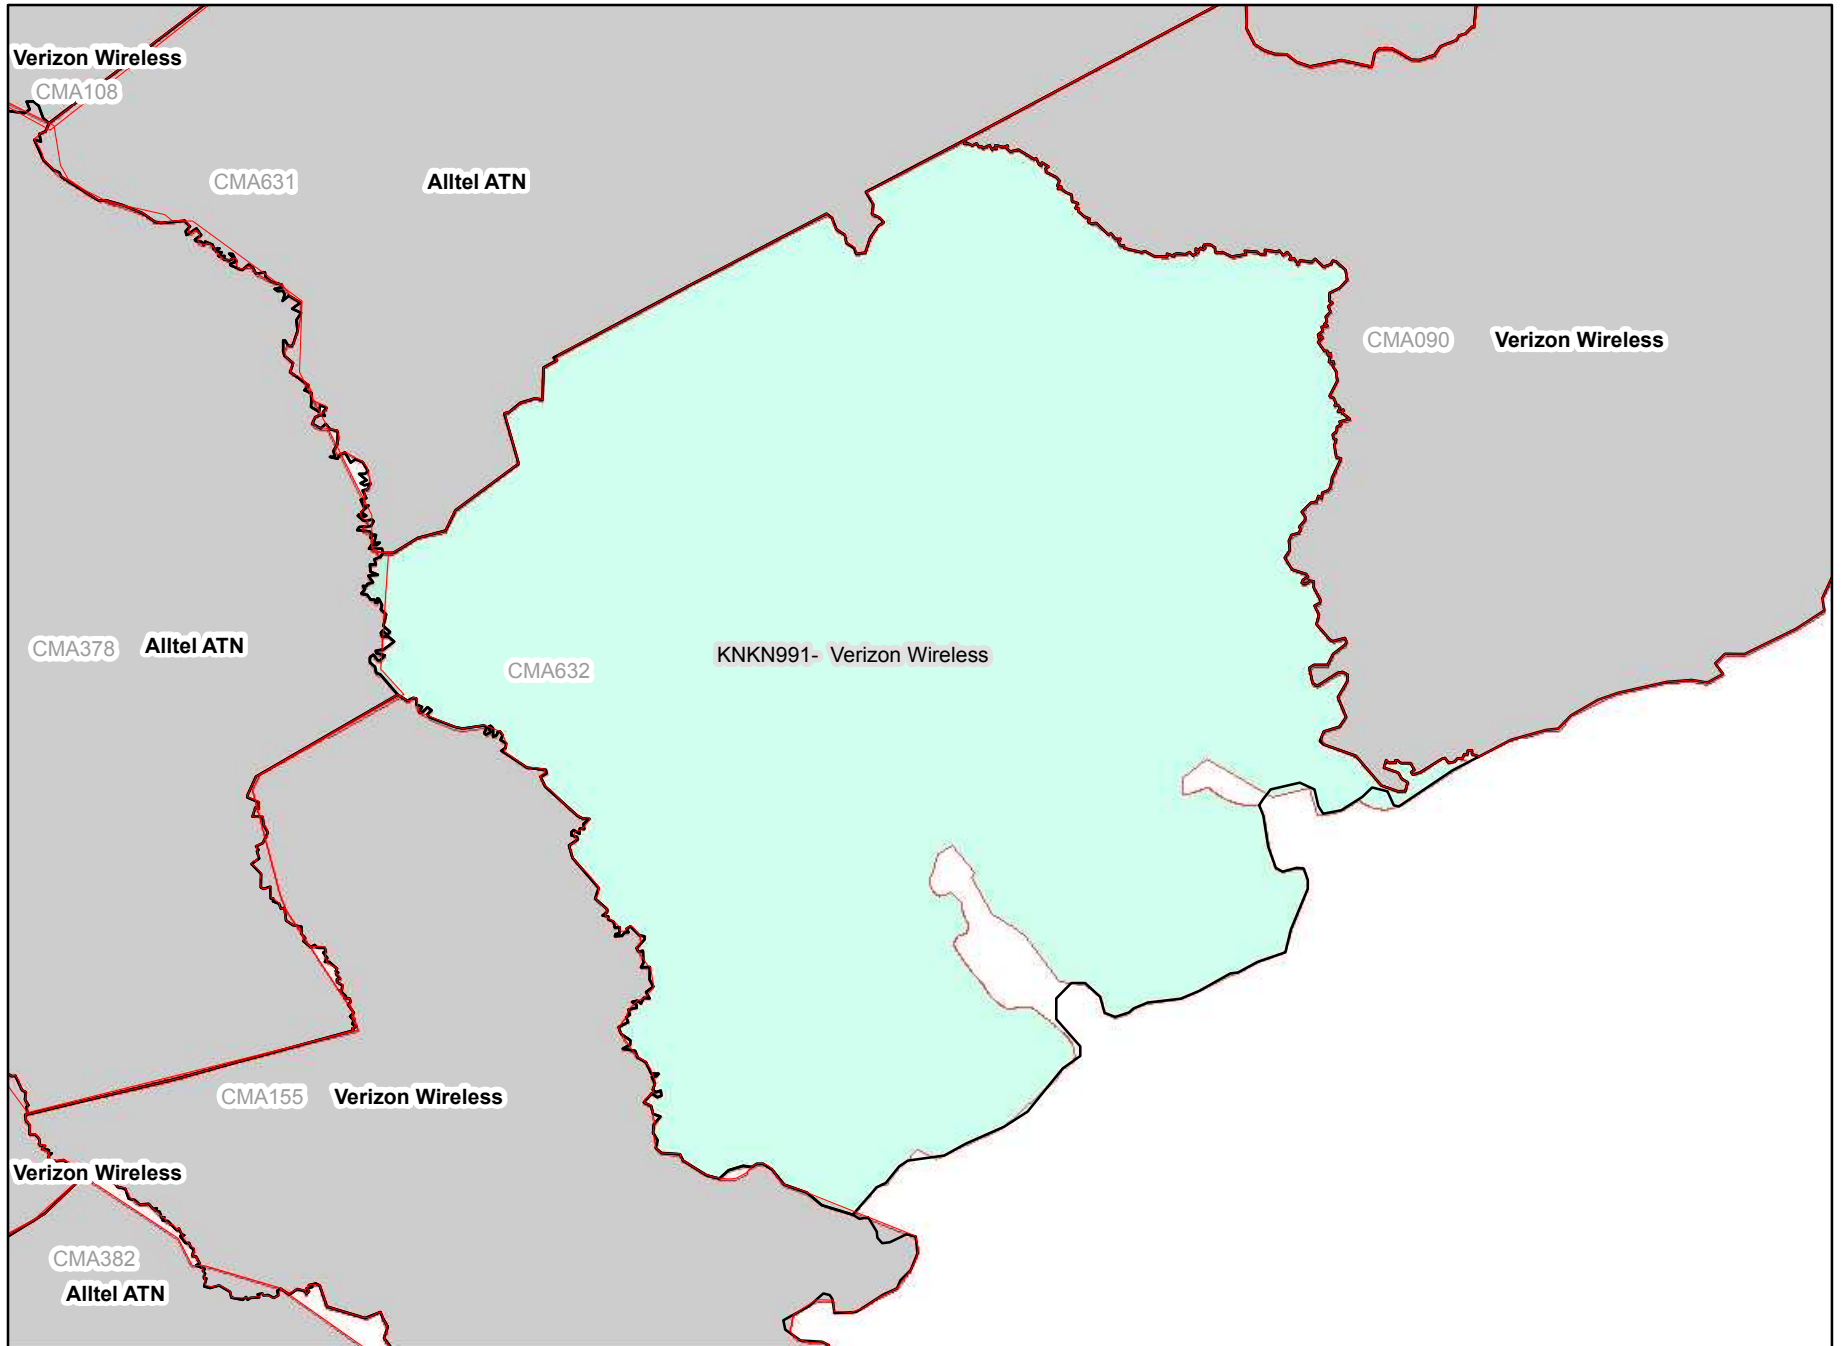 Verizon Wireless
CMA108
CMA631 Alltel ATN
CMA090 Verizon Wireless
CMA378 Alltel ATN
CMA632
KNKN991- Verizon Wireless
CMA155 Verizon Wireless
Verizon Wireless
CMA382
Alltel ATN